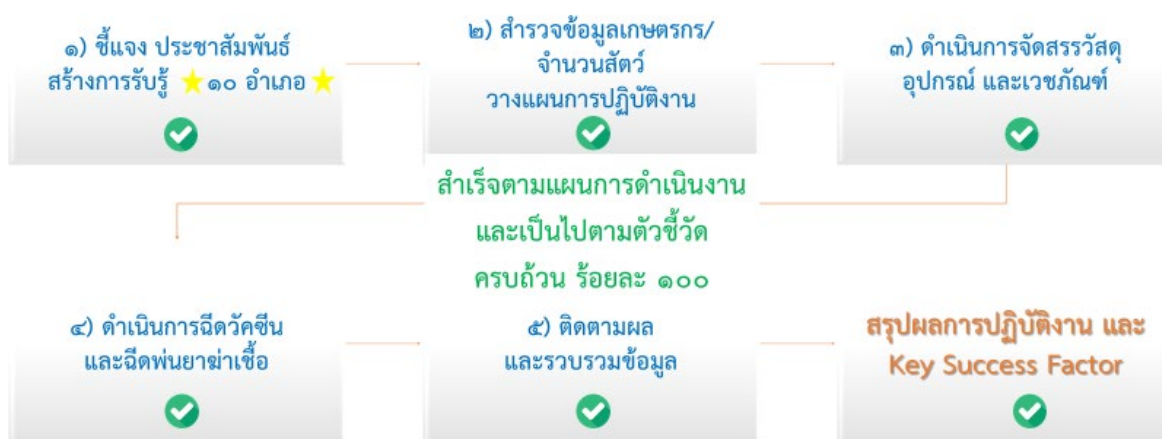 ๑) ชี้แจง ประชาสัมพันธ์
สร้างการรับรู้ ๑๐ อำเภอ
๒) สำรวจข้อมูลเกษตรกร/
จำนวนสัตว์
วางแผนการปฏิบัติงาน
๓) ดำเนินการจัดสรรวัสดุ
อุปกรณ์ และเวชภัณฑ์
สำเร็จตามแผนการดำเนินงาน
และเป็นไปตามตัวชี้วัด
ครบถ้วน ร้อยละ ๑๐๐
๔) ดำเนินการฉีดวัคซีน
และฉีดพ่นยาฆ่าเชื้อ
๕) ติดตามผล
และรวบรวมข้อมูล
สรุปผลการปฏิบัติงาน และ
Key Success Factor